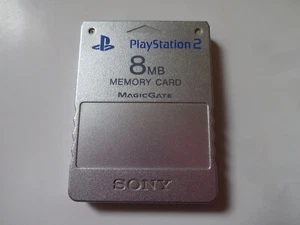 PlayStation 2
8MB
MEMORY CARD
MAGICGATE
SONY